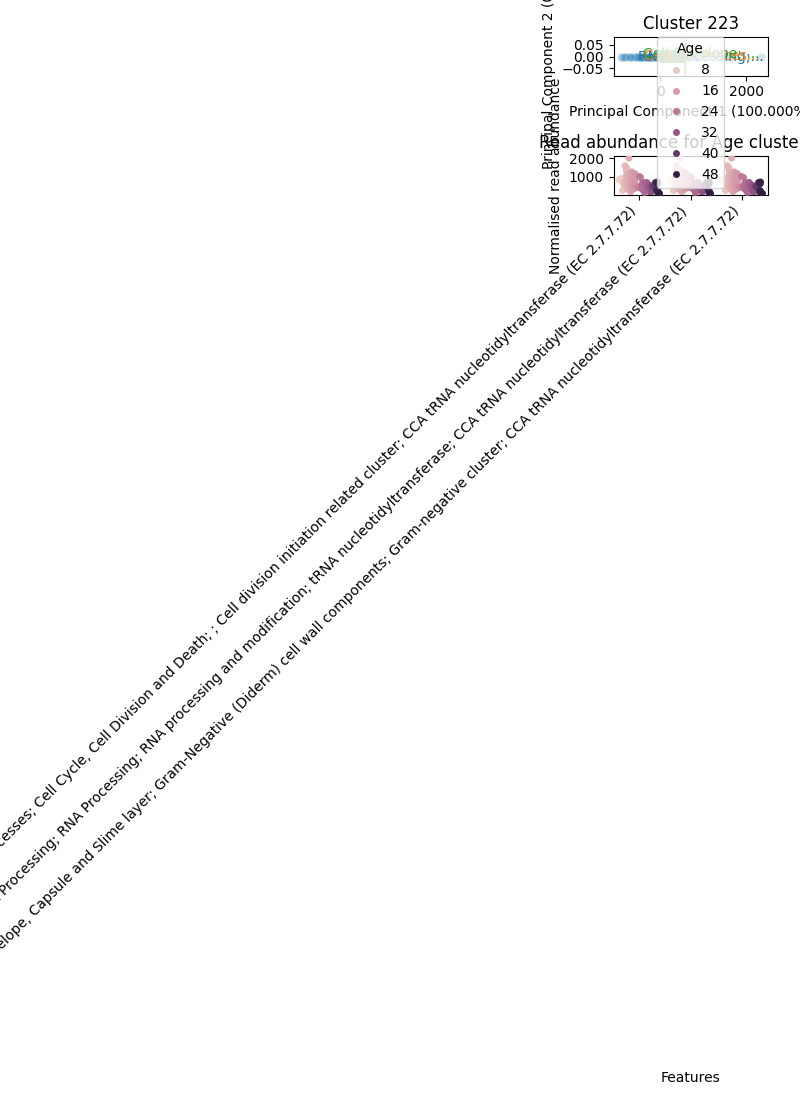 Cluster 223
Principal Component 2 (
0.05
0.00
−0.05
0
2000
Principal Component 1 (100.000%
Age
8
16
24
32
40
48
Read abundance for Age cluste
Normalised read abundance
2000
1000
cesses; Cell Cycle, Cell Division and Death; ; Cell division initiation related cluster; CCA tRNA nucleotidyltransferase (EC 2.7.7.72)
Processing; RNA Processing; RNA processing and modification; tRNA nucleotidyltransferase; CCA tRNA nucleotidyltransferase (EC 2.7.7.72)
elope, Capsule and Slime layer; Gram-Negative (Diderm) cell wall components; Gram-negative cluster; CCA tRNA nucleotidyltransferase (EC 2.7.7.72)
Features